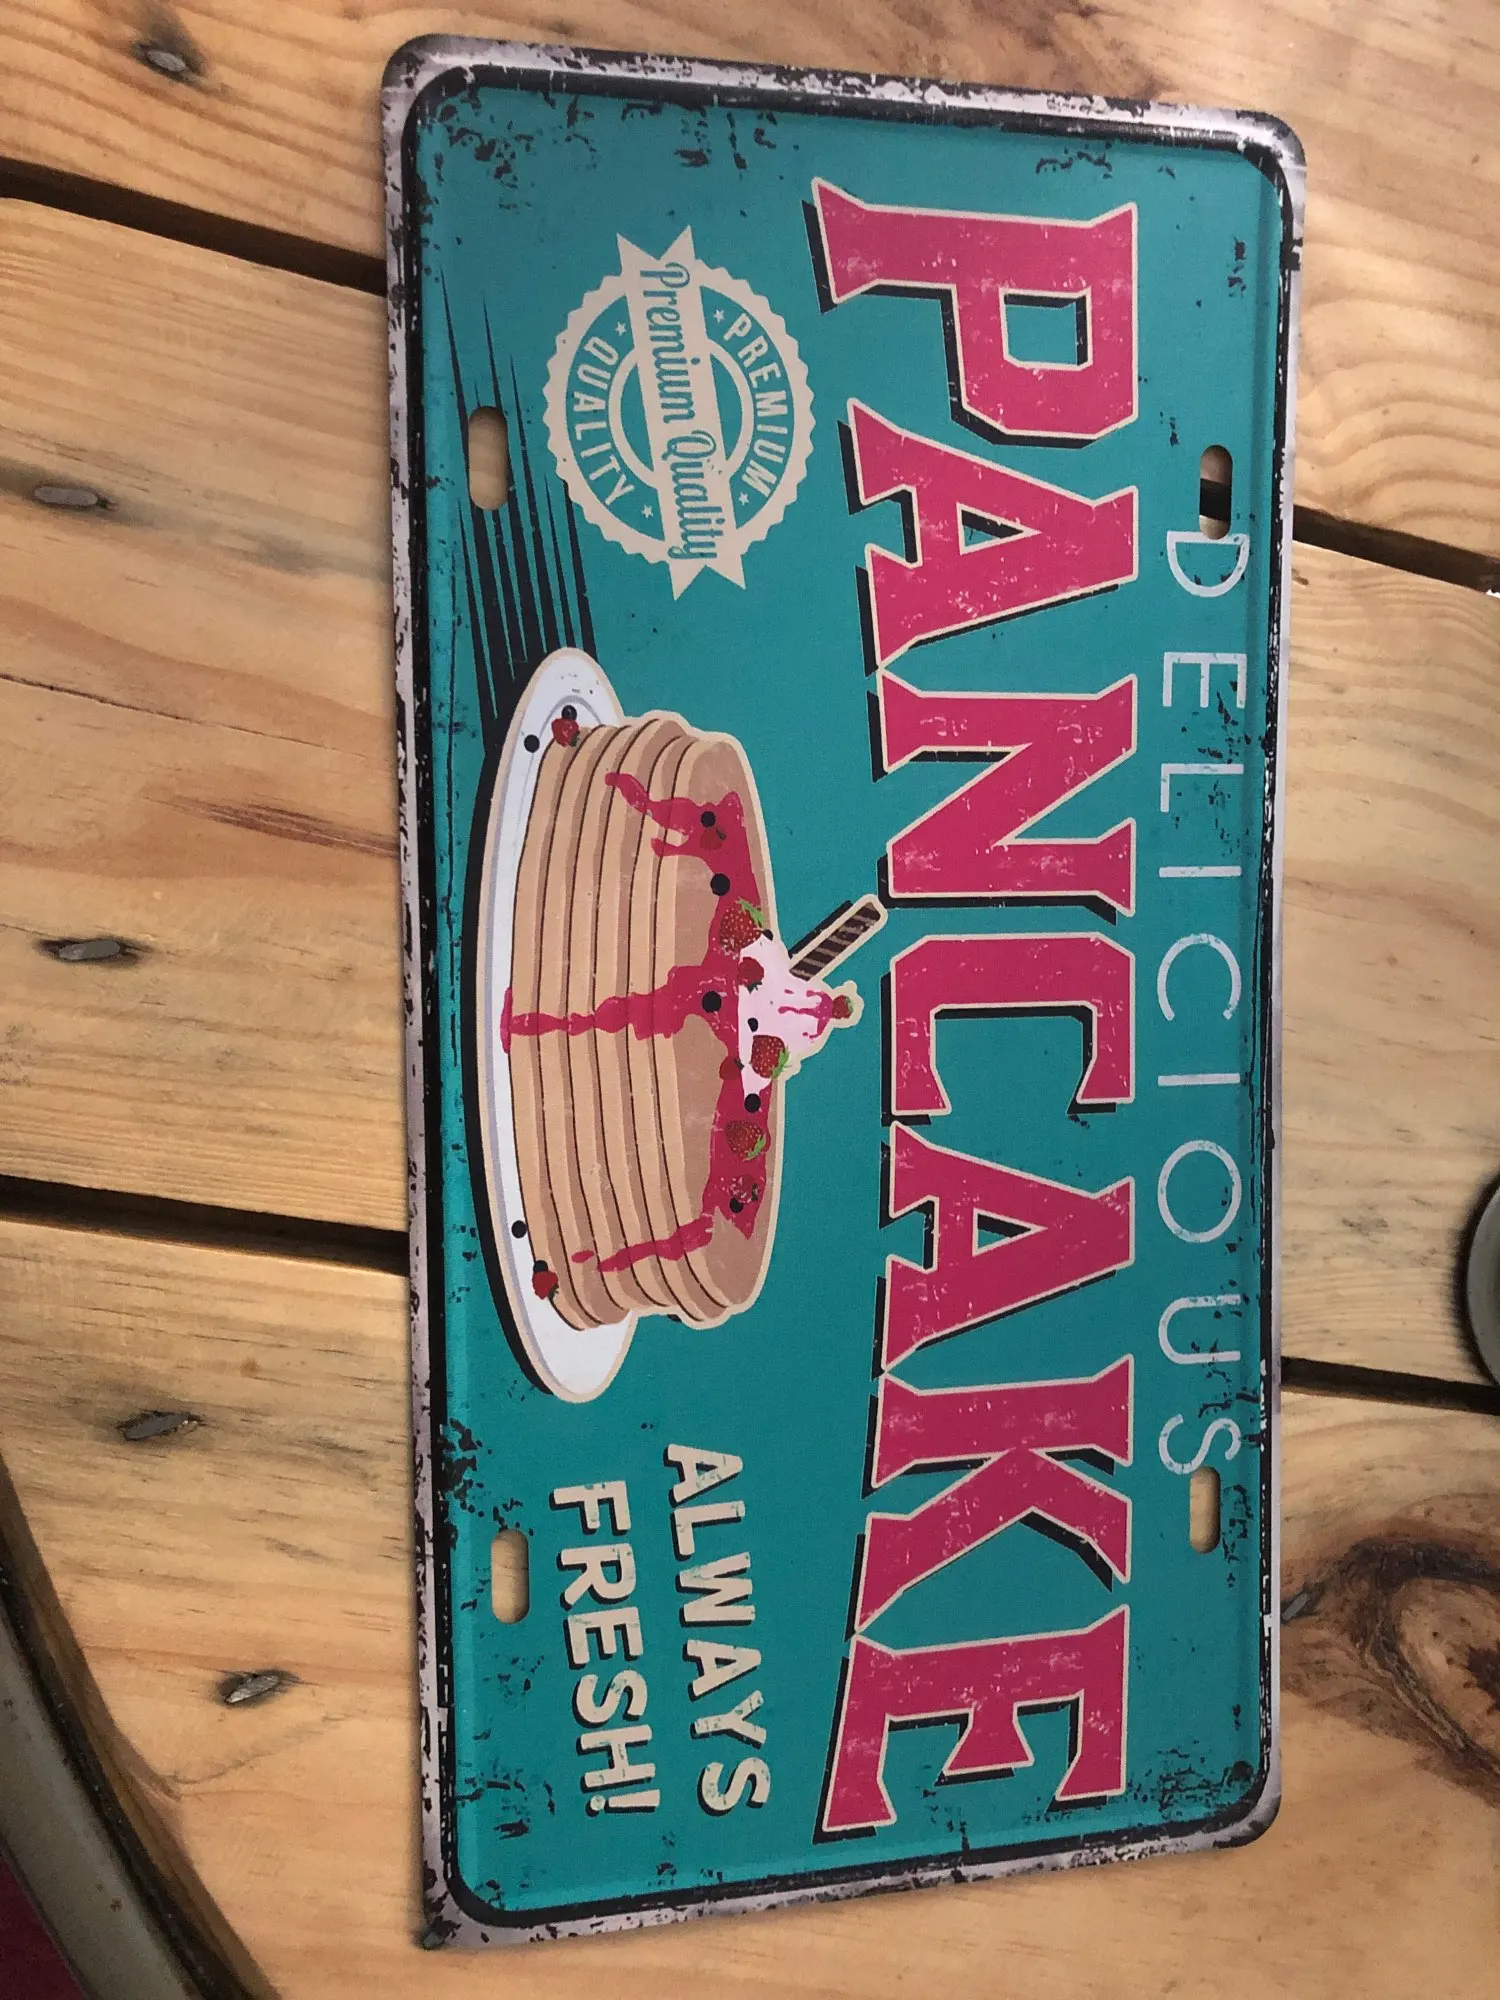 DELICIOUS
PANCAKE
PREMIUM
Premium Quality
QUALITY
ALWAYS
FRESH!